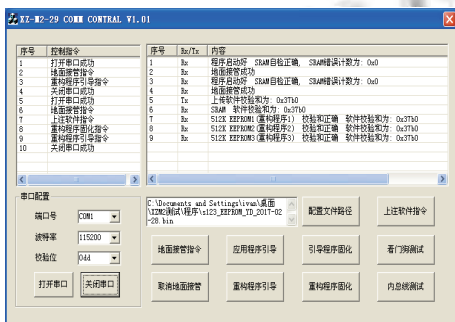 XZ-M2-29 COMM CONTRAL V1.01
序号 控制指令
1 打开串口成功
2 地面接管指令
3 重构程序引导指令
4 关闭串口成功
5 打开串口成功
6 地面接管指令
7 上注软件指令
8 重构程序固化指令
9 重构程序引导指令
10 关闭串口成功
序号 Rx/Tx 内容
1 Rx 程序启动好 SRAM自检正确, SRAM错误计数为: 0x0
2 Rx 地面接管成功
3 Rx 程序启动好 SRAM自检正确, SRAM错误计数为: 0x0
4 Rx 地面接管成功
5 Tx 上传软件校验和为: 0x37b0
6 Rx SRAM 软件校验和为: 0x37b0
7 Rx 512K EEPROM1(重构程序1) 校验和正确 软件校验和为: 0x37b0
8 Rx 512K EEPROM2(重构程序2) 校验和正确 软件校验和为: 0x37b0
9 Rx 512K EEPROM3(重构程序3) 校验和正确 软件校验和为: 0x37b0
串口配置
端口号 COM1
波特率 115200
校验位 Odd
打开串口 关闭串口
C:\Documents and Settings\ivan\桌面
\XZM2测试\程序\s123_EEPROM_YD_2017-02
-28.bin
配置文件路径 上注软件指令
地面接管指令 应用程序引导 引导程序固化 看门狗测试
取消地面接管 重构程序引导 重构程序固化 内总线测试